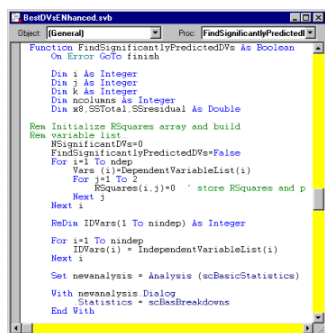 BestDVsENhanced.svb
Object: (General) Proc: FindSignificantlyPredictedI
Function FindSignificantlyPredictedDVs As Boolean
On Error GoTo finish
Dim i As Integer
Dim j As Integer
Dim k As Integer
Dim ncolumns As Integer
Dim x8,SSTotal,SSresidual As Double
Rem Initialize RSquares array and build
Rem variable list.
NSignificantDVs=0
FindSignificantlyPredictedDVs=False
For i=1 To ndep
Vars (i)=DependentVariableList(i)
For j=1 To 2
RSquares(i,j)=0 ' store RSquares and p
Next j
Next i
ReDim IDVars(1 To nindep) As Integer
For i=1 To nindep
IDVars(i) = IndependentVariableList(i)
Next i
Set newanalysis = Analysis (scBasicStatistics)
With newanalysis.Dialog
.Statistics = scBasBreakdowns
End With